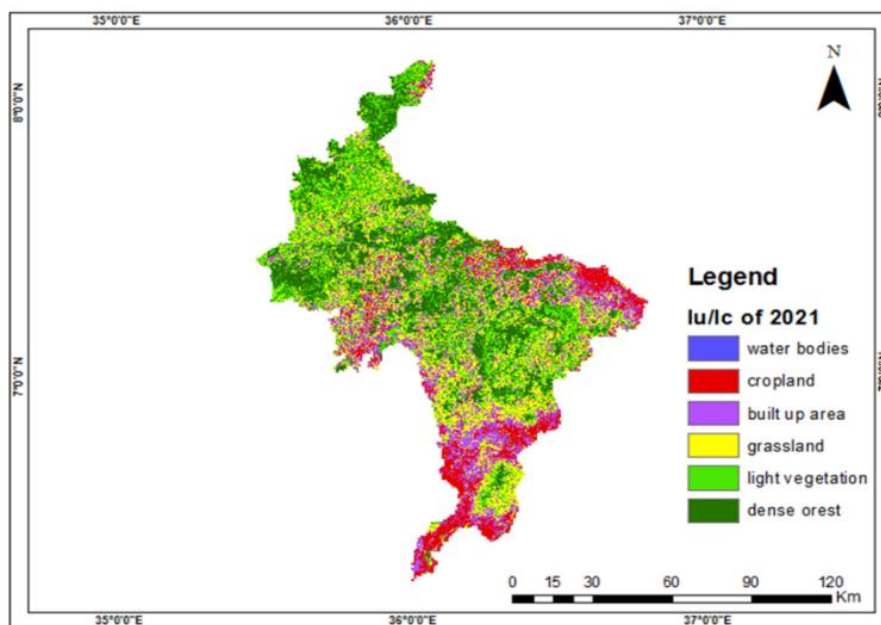 35°0'0"E 36°0'0"E 37°0'0"E
N
8°0'0"N
7°0'0"N
Legend
lu/lc of 2021
water bodies
cropland
built up area
grassland
light vegetation
dense orest
0 15 30 60 90 120
Km
35°0'0"E 36°0'0"E 37°0'0"E